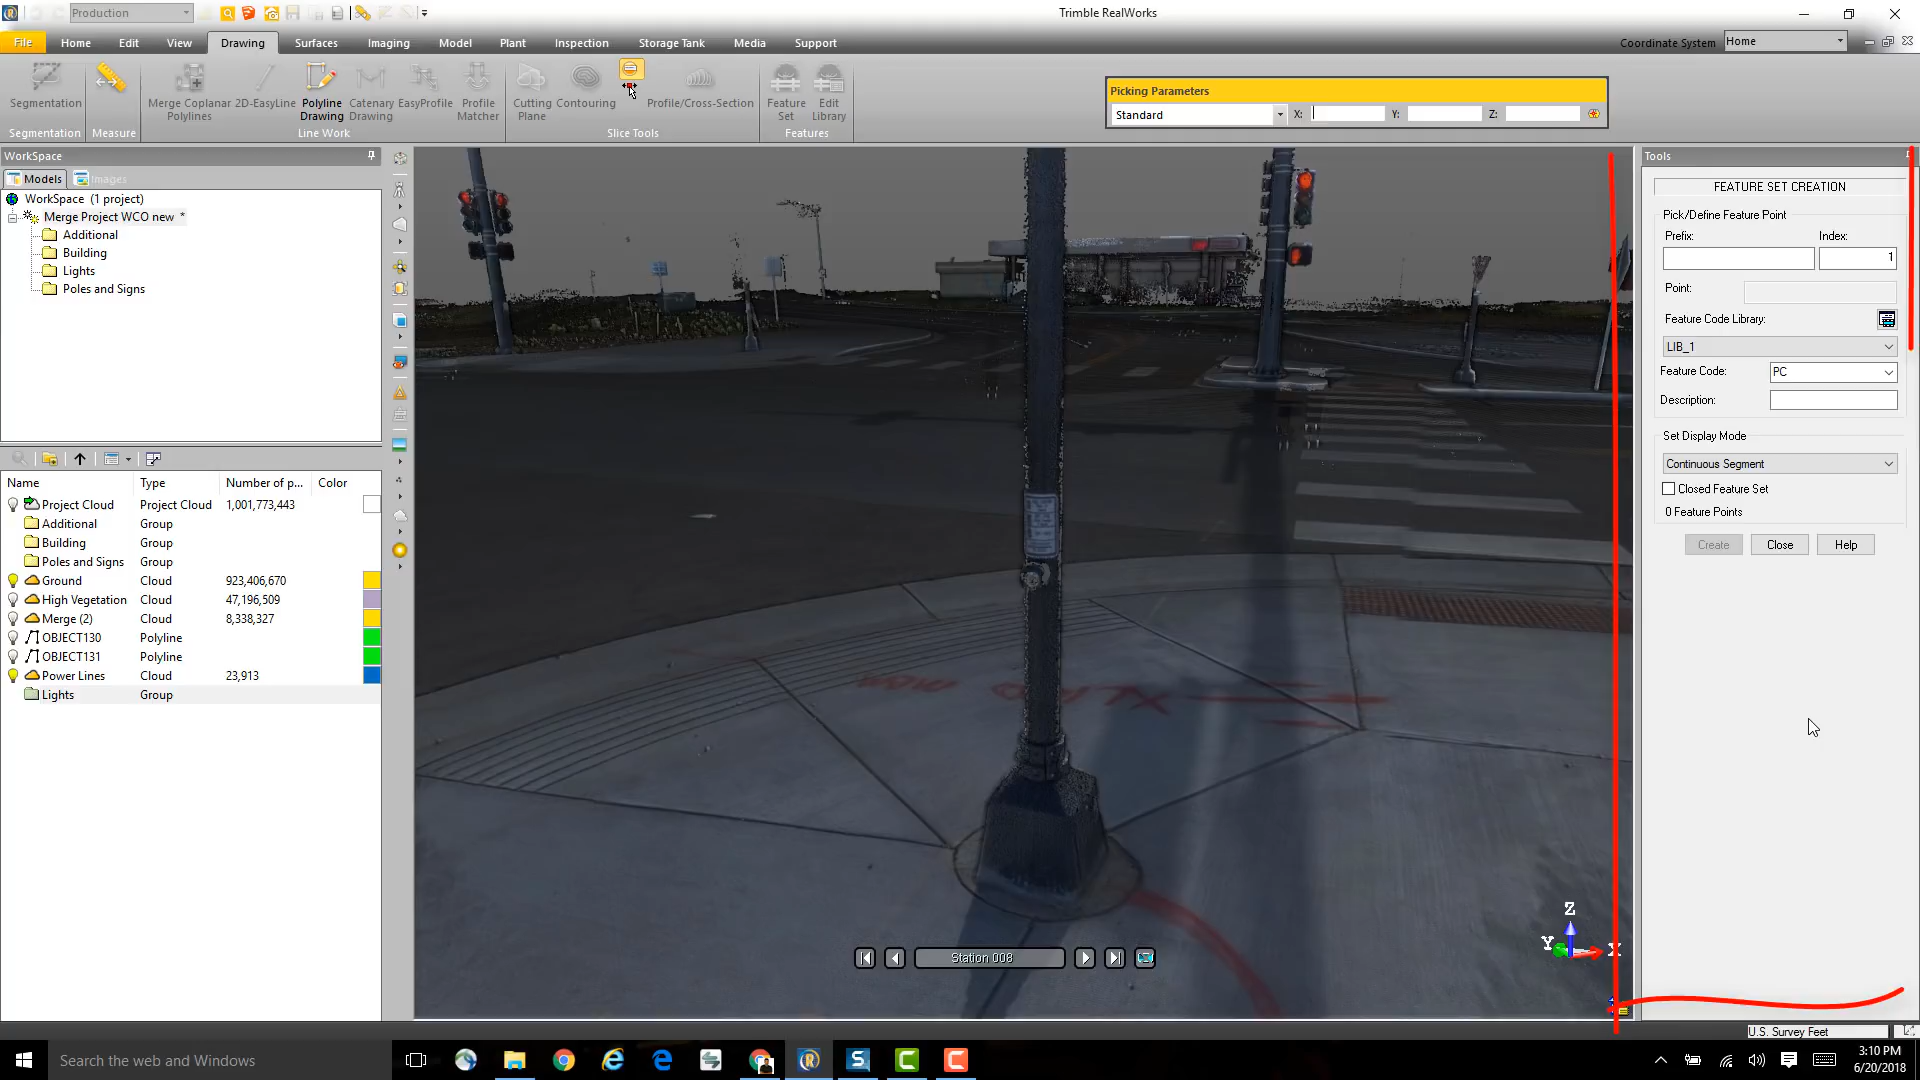 Production
Trimble RealWorks
File Home Edit View Drawing Surfaces Imaging Model Plant Inspection Storage Tank Media Support
Coordinate System Home
Segmentation
Merge Coplanar Polylines
2D-EasyLine
Polyline Drawing
Catenary Drawing
EasyProfile
Profile Matcher
Cutting Plane
Contouring
Profile/Cross-Section
Feature Set
Edit Library
Segmentation Measure Line Work Slice Tools Features
Picking Parameters
Standard X: Y: Z:
WorkSpace
Models Images
WorkSpace (1 project)
Merge Project WCO new *
Additional
Building
Lights
Poles and Signs
Name Type Number of p... Color
Project Cloud Project Cloud 1,001,773,443
Additional Group
Building Group
Poles and Signs Group
Ground Cloud 923,406,670
High Vegetation Cloud 47,196,509
Merge (2) Cloud 8,338,327
OBJECT130 Polyline
OBJECT131 Polyline
Power Lines Cloud 23,913
Lights Group
Station 008
Z
Y
X
Tools
FEATURE SET CREATION
Pick/Define Feature Point
Prefix: Index:
1
Point:
Feature Code Library:
LIB_1
Feature Code: PC
Description:
Set Display Mode
Continuous Segment
Closed Feature Set
0 Feature Points
Create Close Help
U.S. Survey Feet
Search the web and Windows
3:10 PM
6/20/2018